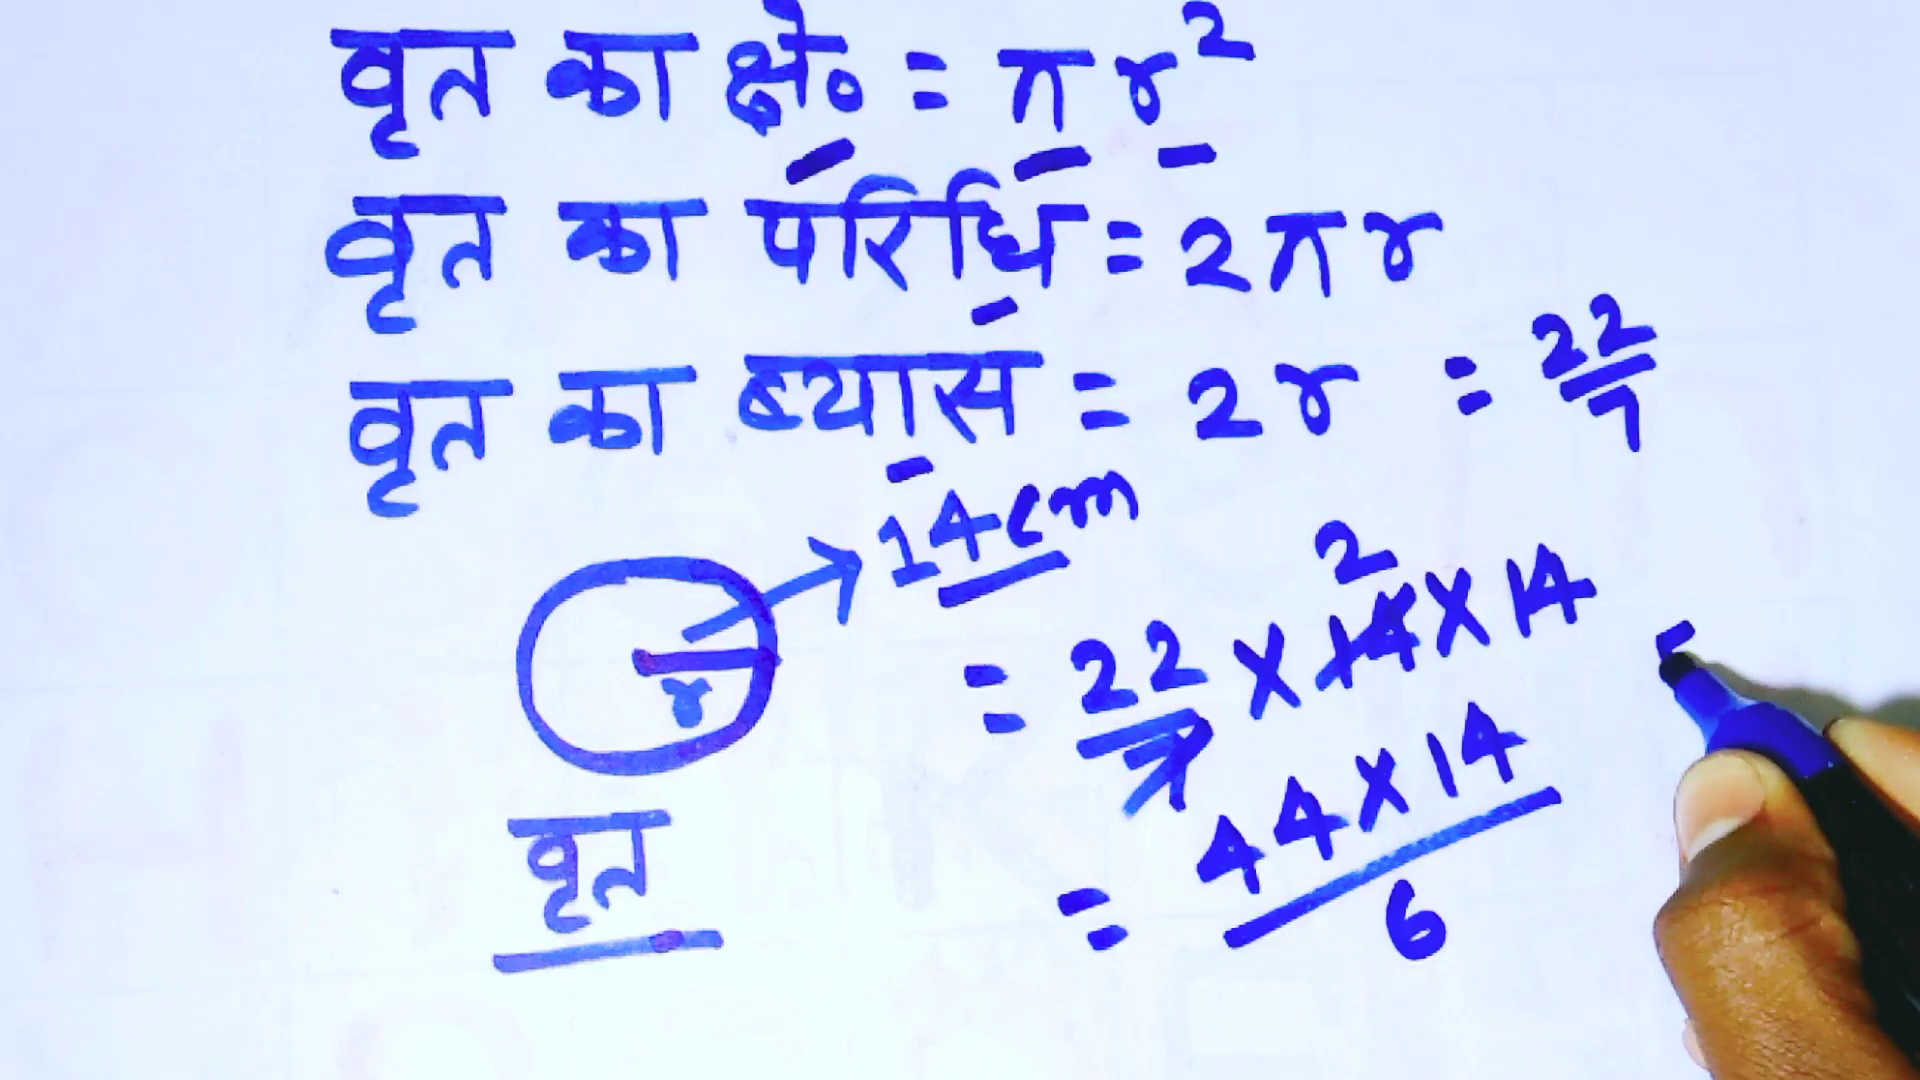 वृत का क्षे० = πr²
वृत का परिधि = 2πr
वृत का ब्यास = 2r = 22/7
14cm
2
= 22/7 × 14 × 14 =
r
44 × 14
= 6
वृत